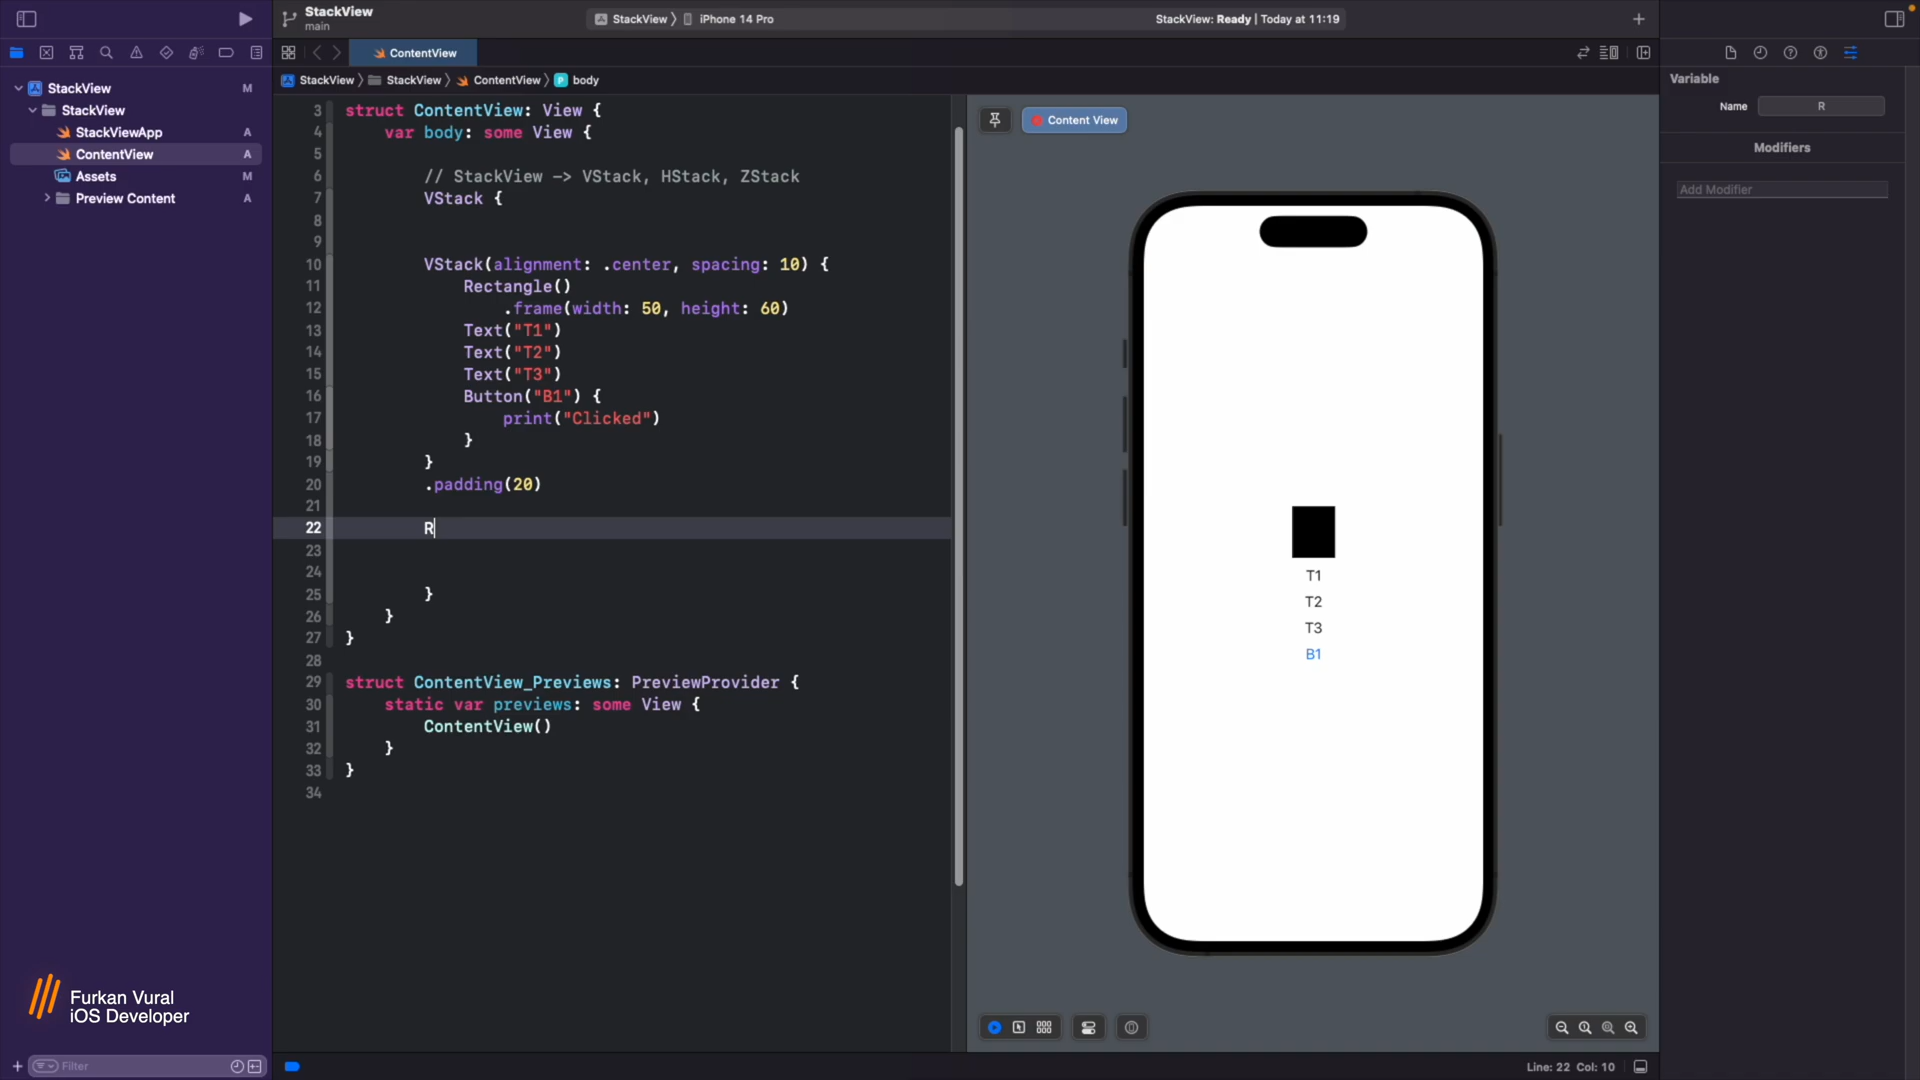 StackView
main
StackView
iPhone 14 Pro
StackView: Ready | Today at 11:19
ContentView
StackView
StackView
ContentView
body
StackView
M
StackView
StackViewApp
A
ContentView
A
Assets
M
Preview Content
A
3 struct ContentView: View {
4 var body: some View {
5
6 // StackView -> VStack, HStack, ZStack
7 VStack {
8
9
10 VStack(alignment: .center, spacing: 10) {
11 Rectangle()
12 .frame(width: 50, height: 60)
13 Text("T1")
14 Text("T2")
15 Text("T3")
16 Button("B1") {
17 print("Clicked")
18 }
19 }
20 .padding(20)
21
22 R
23
24
25 }
26 }
27 }
28
29 struct ContentView_Previews: PreviewProvider {
30 static var previews: some View {
31 ContentView()
32 }
33 }
34
Content View
T1
T2
T3
B1
Variable
Name
R
Modifiers
Add Modifier
Furkan Vural
iOS Developer
Filter
Line: 22 Col: 10